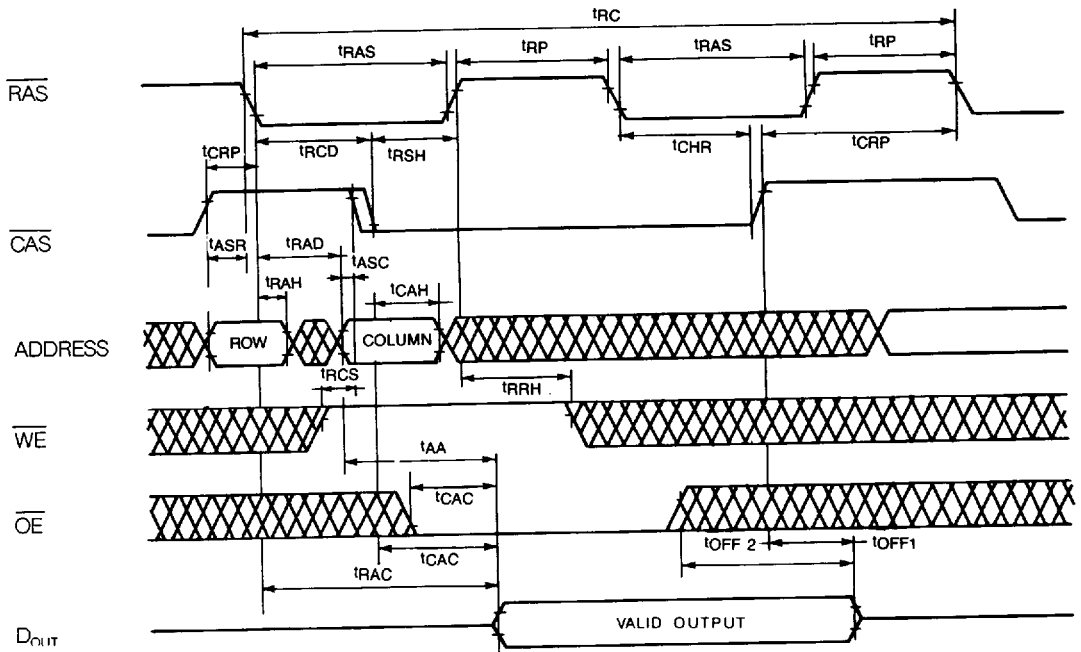 tRC
tRAS tRP tRAS tRP
RAS
tRCD tRSH tCHR tCRP
tCRP
CAS
tASR tRAD tASC
tRAH tCAH
ADDRESS ROW COLUMN
tRCS tRRH
WE
tAA
tCAC
OE
tOFF 2 tOFF1
tCAC
tRAC
DOUT VALID OUTPUT